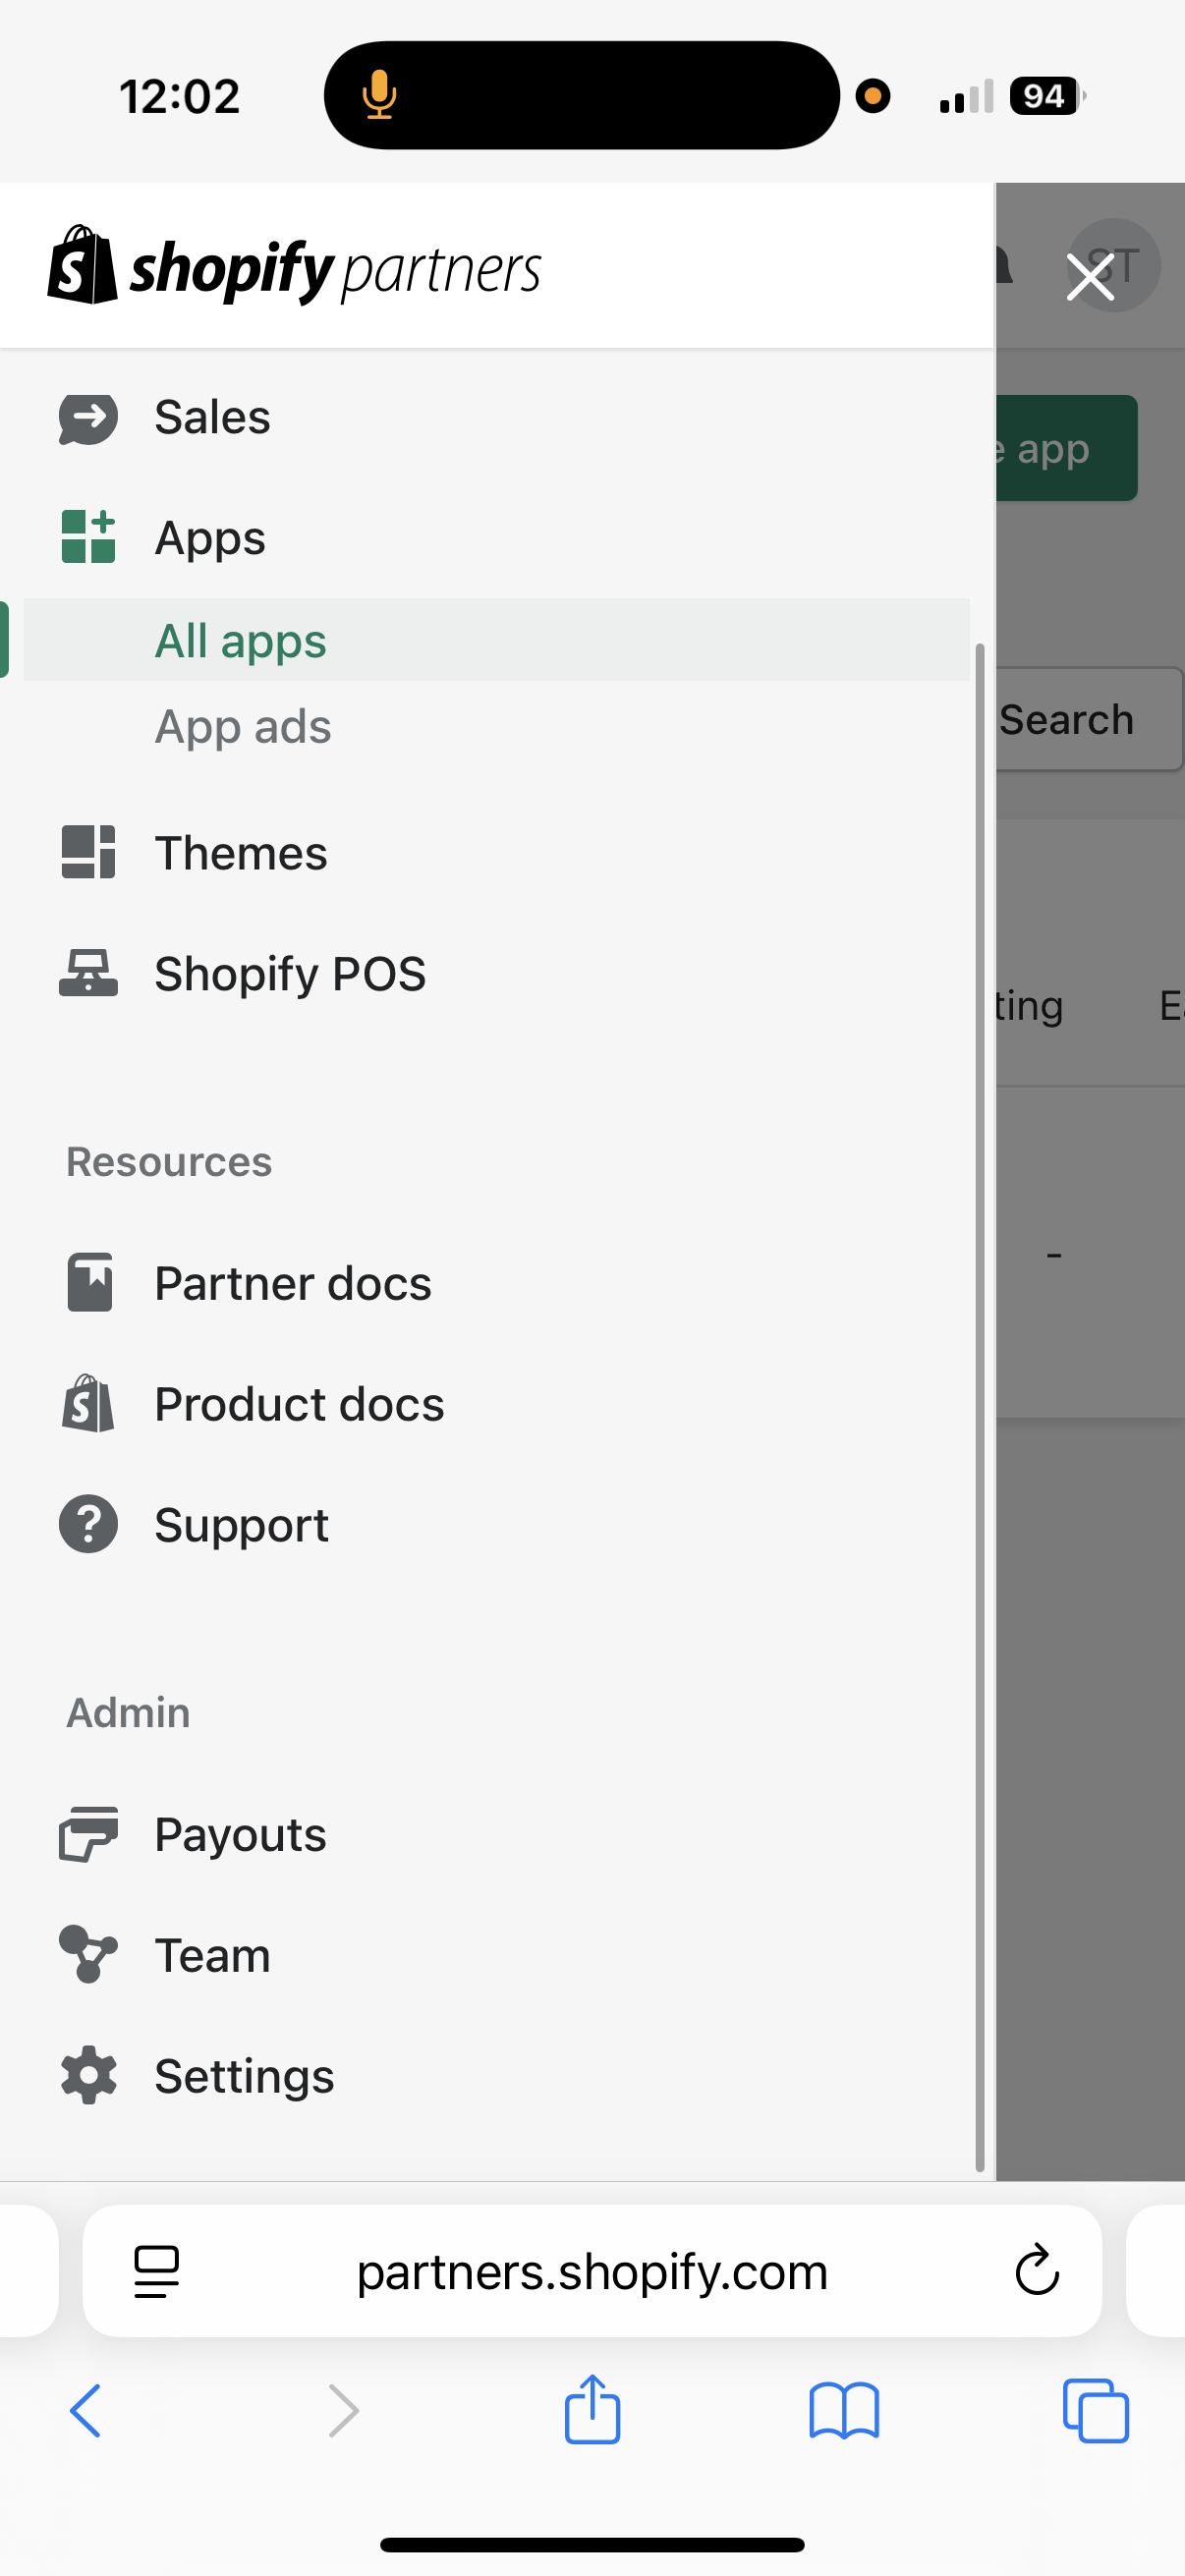 12:02
94
shopify partners
ST
Sales
e app
Apps
All apps
Search
App ads
Themes
Shopify POS
ting
Resources
Partner docs
-
Product docs
Support
Admin
Payouts
Team
Settings
partners.shopify.com